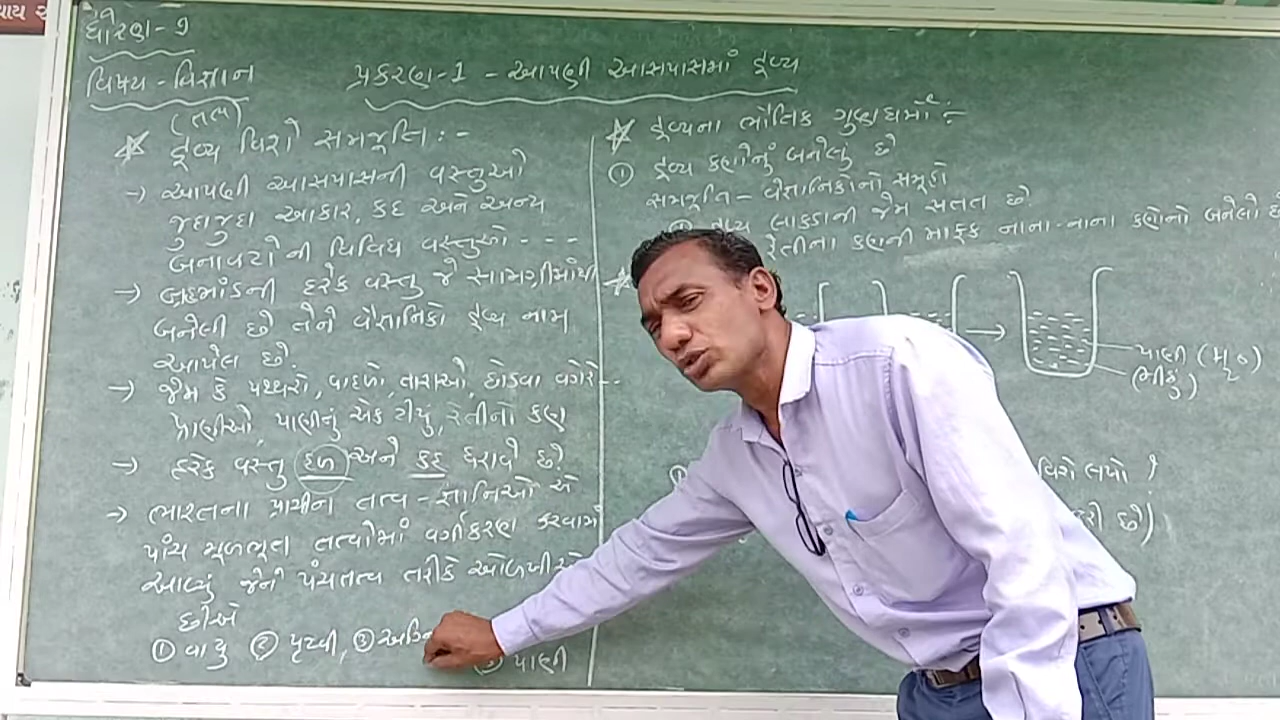 ધોરણ-૭
વિષય - વિજ્ઞાન
પ્રકરણ-1 - આપણી આસપાસમાં દ્રવ્ય
(તત્વ)
દ્રવ્ય વિશે સમજૂતિ :-
→ આપણી આસપાસની વસ્તુઓ
જુદાજુદા આકાર, કદ અને અન્ય
બનાવટોની વિવિધ વસ્તુઓ - - -
→ બ્રહ્માંડની દરેક વસ્તુ જે સામગ્રીમાંથી
બનેલી છે તેને વૈજ્ઞાનિકો દ્રવ્ય નામ
આપેલ છે.
→ જેમ કે પથ્થરો, વાદળો, તારાઓ, છોડવા વગેરે - -
પ્રાણીઓ, પાણીનું એક ટીપું, રેતીનો કણ
→ દરેક વસ્તુ દળ અને કદ ધરાવે છે.
→ ભારતના પ્રાચીન તત્વ - જ્ઞાનિઓ એ
પાંચ મૂળભૂત તત્વોમાં વર્ગીકરણ કરવામાં
આવ્યું જેને પંચતત્વ તરીકે ઓળખીએ
છીએ
① વાયુ ② પૃથ્વી, ③
પાણી
દ્રવ્યના ભૌતિક ગુણધર્મો :-
① દ્રવ્ય કણોનું બનેલું છે
સમજૂતિ - વૈજ્ઞાનિકોનો સમૂહો
લાકડાની જેમ સતત છે.
રેતીના કણની માફક નાના-નાના કણોનો બનેલો છે
પાણી (મૂળ)
(મીઠું)
વિશે લખો ?
છે)